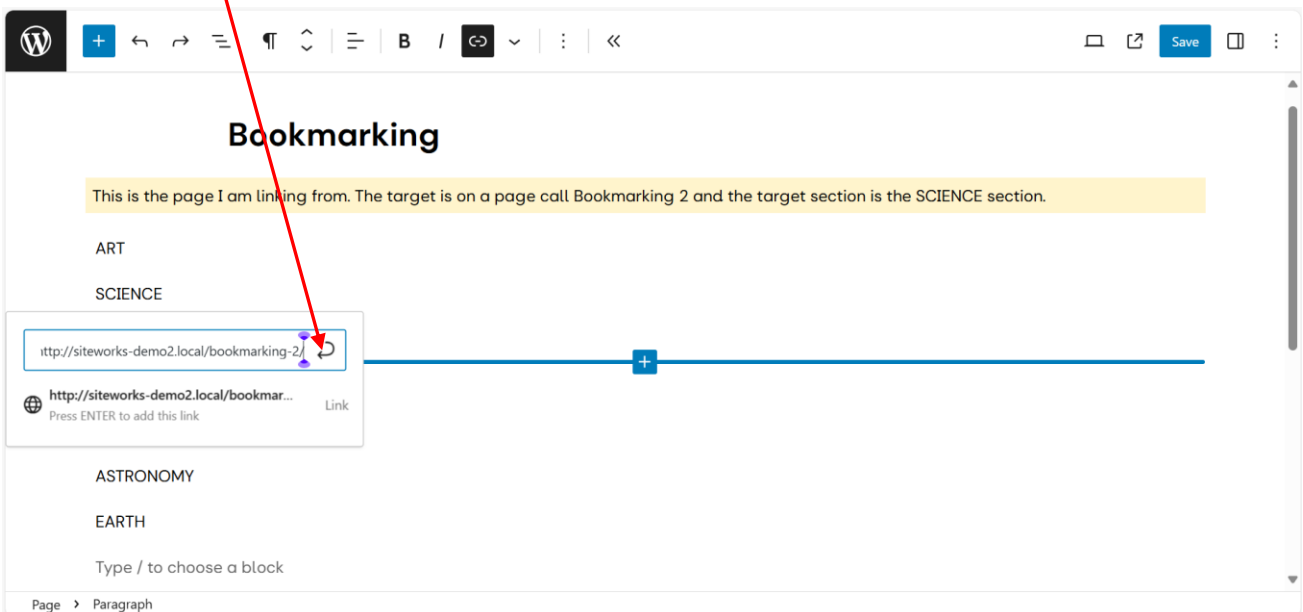 B I
Save
Bookmarking
This is the page I am linking from. The target is on a page call Bookmarking 2 and the target section is the SCIENCE section.
ART
SCIENCE
ttp://siteworks-demo2.local/bookmarking-2/
http://siteworks-demo2.local/bookmar...
Link
Press ENTER to add this link
ASTRONOMY
EARTH
Type / to choose a block
Page > Paragraph